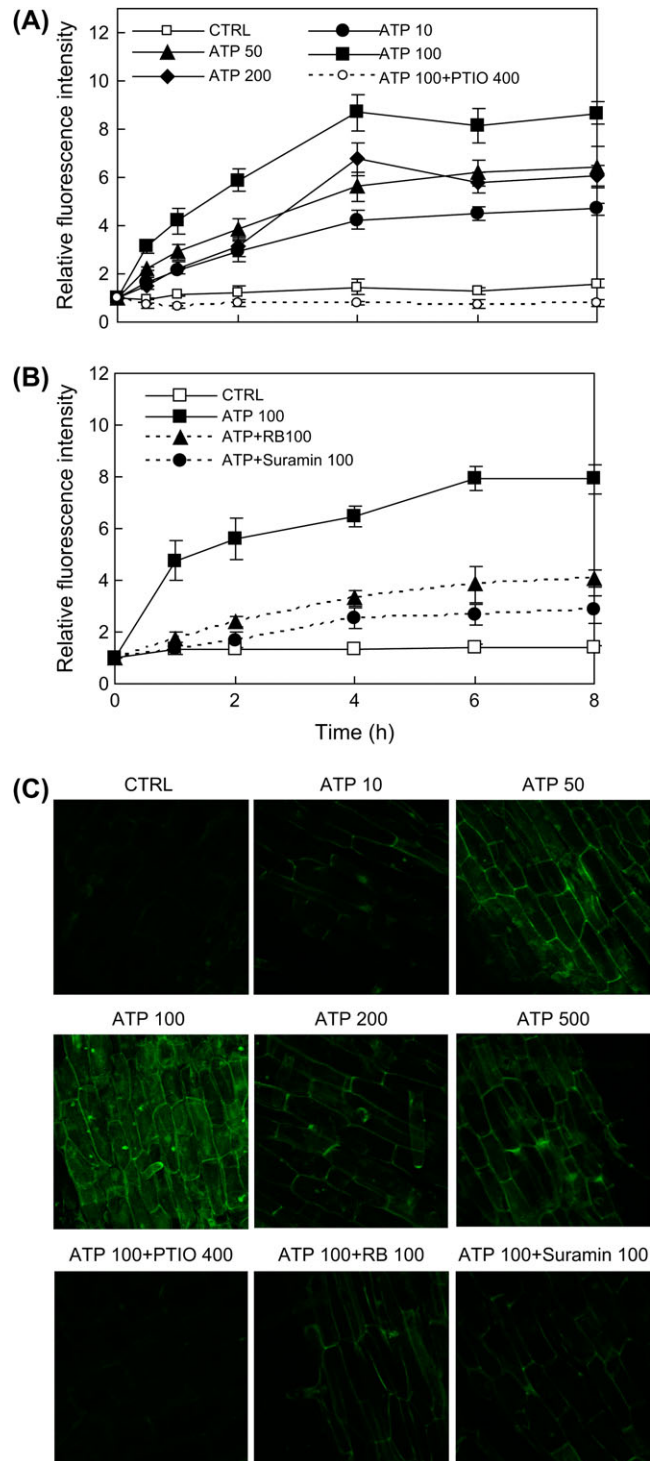 (A)
12
10
8
6
4
2
0
Relative fluorescence intensity
CTRL
ATP 10
ATP 50
ATP 100
ATP 200
ATP 100+PTIO 400
(B)
12
10
8
6
4
2
0
Relative fluorescence intensity
CTRL
ATP 100
ATP+RB100
ATP+Suramin 100
0 2 4 6 8
Time (h)
(C)
CTRL ATP 10 ATP 50
ATP 100 ATP 200 ATP 500
ATP 100+PTIO 400 ATP 100+RB 100 ATP 100+Suramin 100